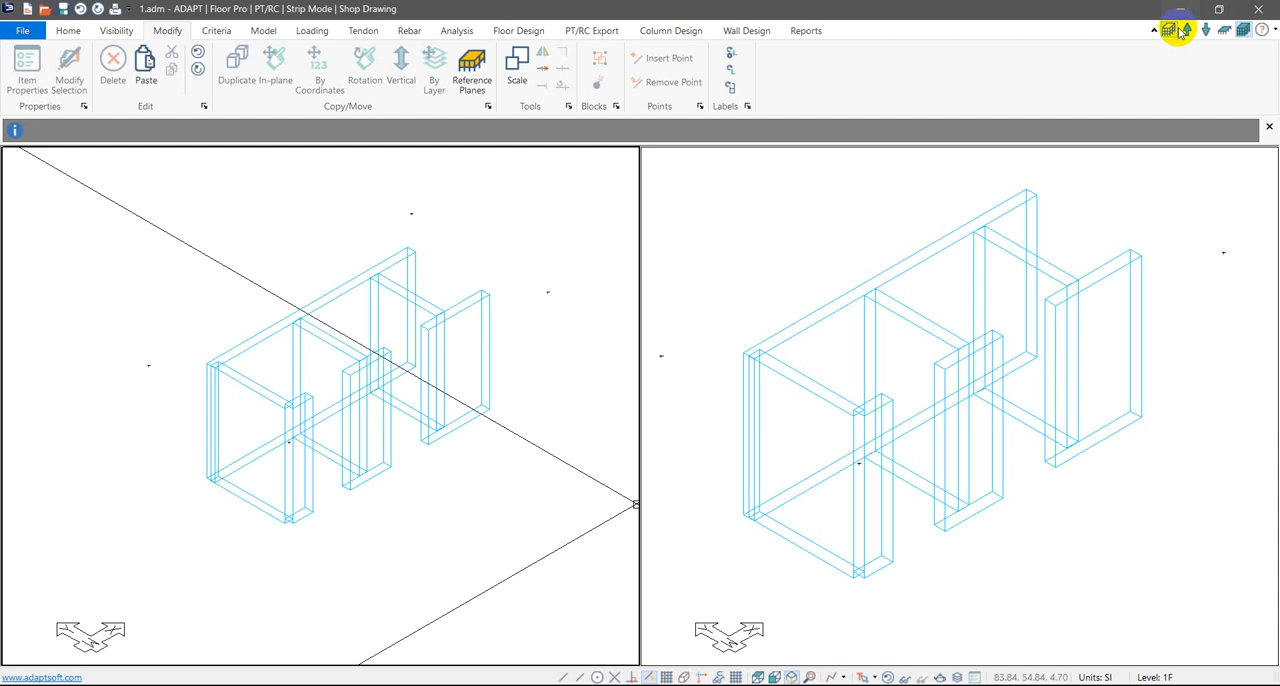 1.adm - ADAPT | Floor Pro | PT/RC | Strip Mode | Shop Drawing
File Home Visibility Modify Criteria Model Loading Tendon Rebar Analysis Floor Design PT/RC Export Column Design Wall Design Reports
Item Properties
Modify Selection
Delete
Paste
Duplicate
In-plane
By Coordinates
Rotation
Vertical
By Layer
Reference Planes
Scale
Insert Point
Remove Point
Properties Edit Copy/Move Tools Blocks Points Labels
www.adaptsoft.com
83.84, 54.84, 4.70 Units: SI Level: 1F